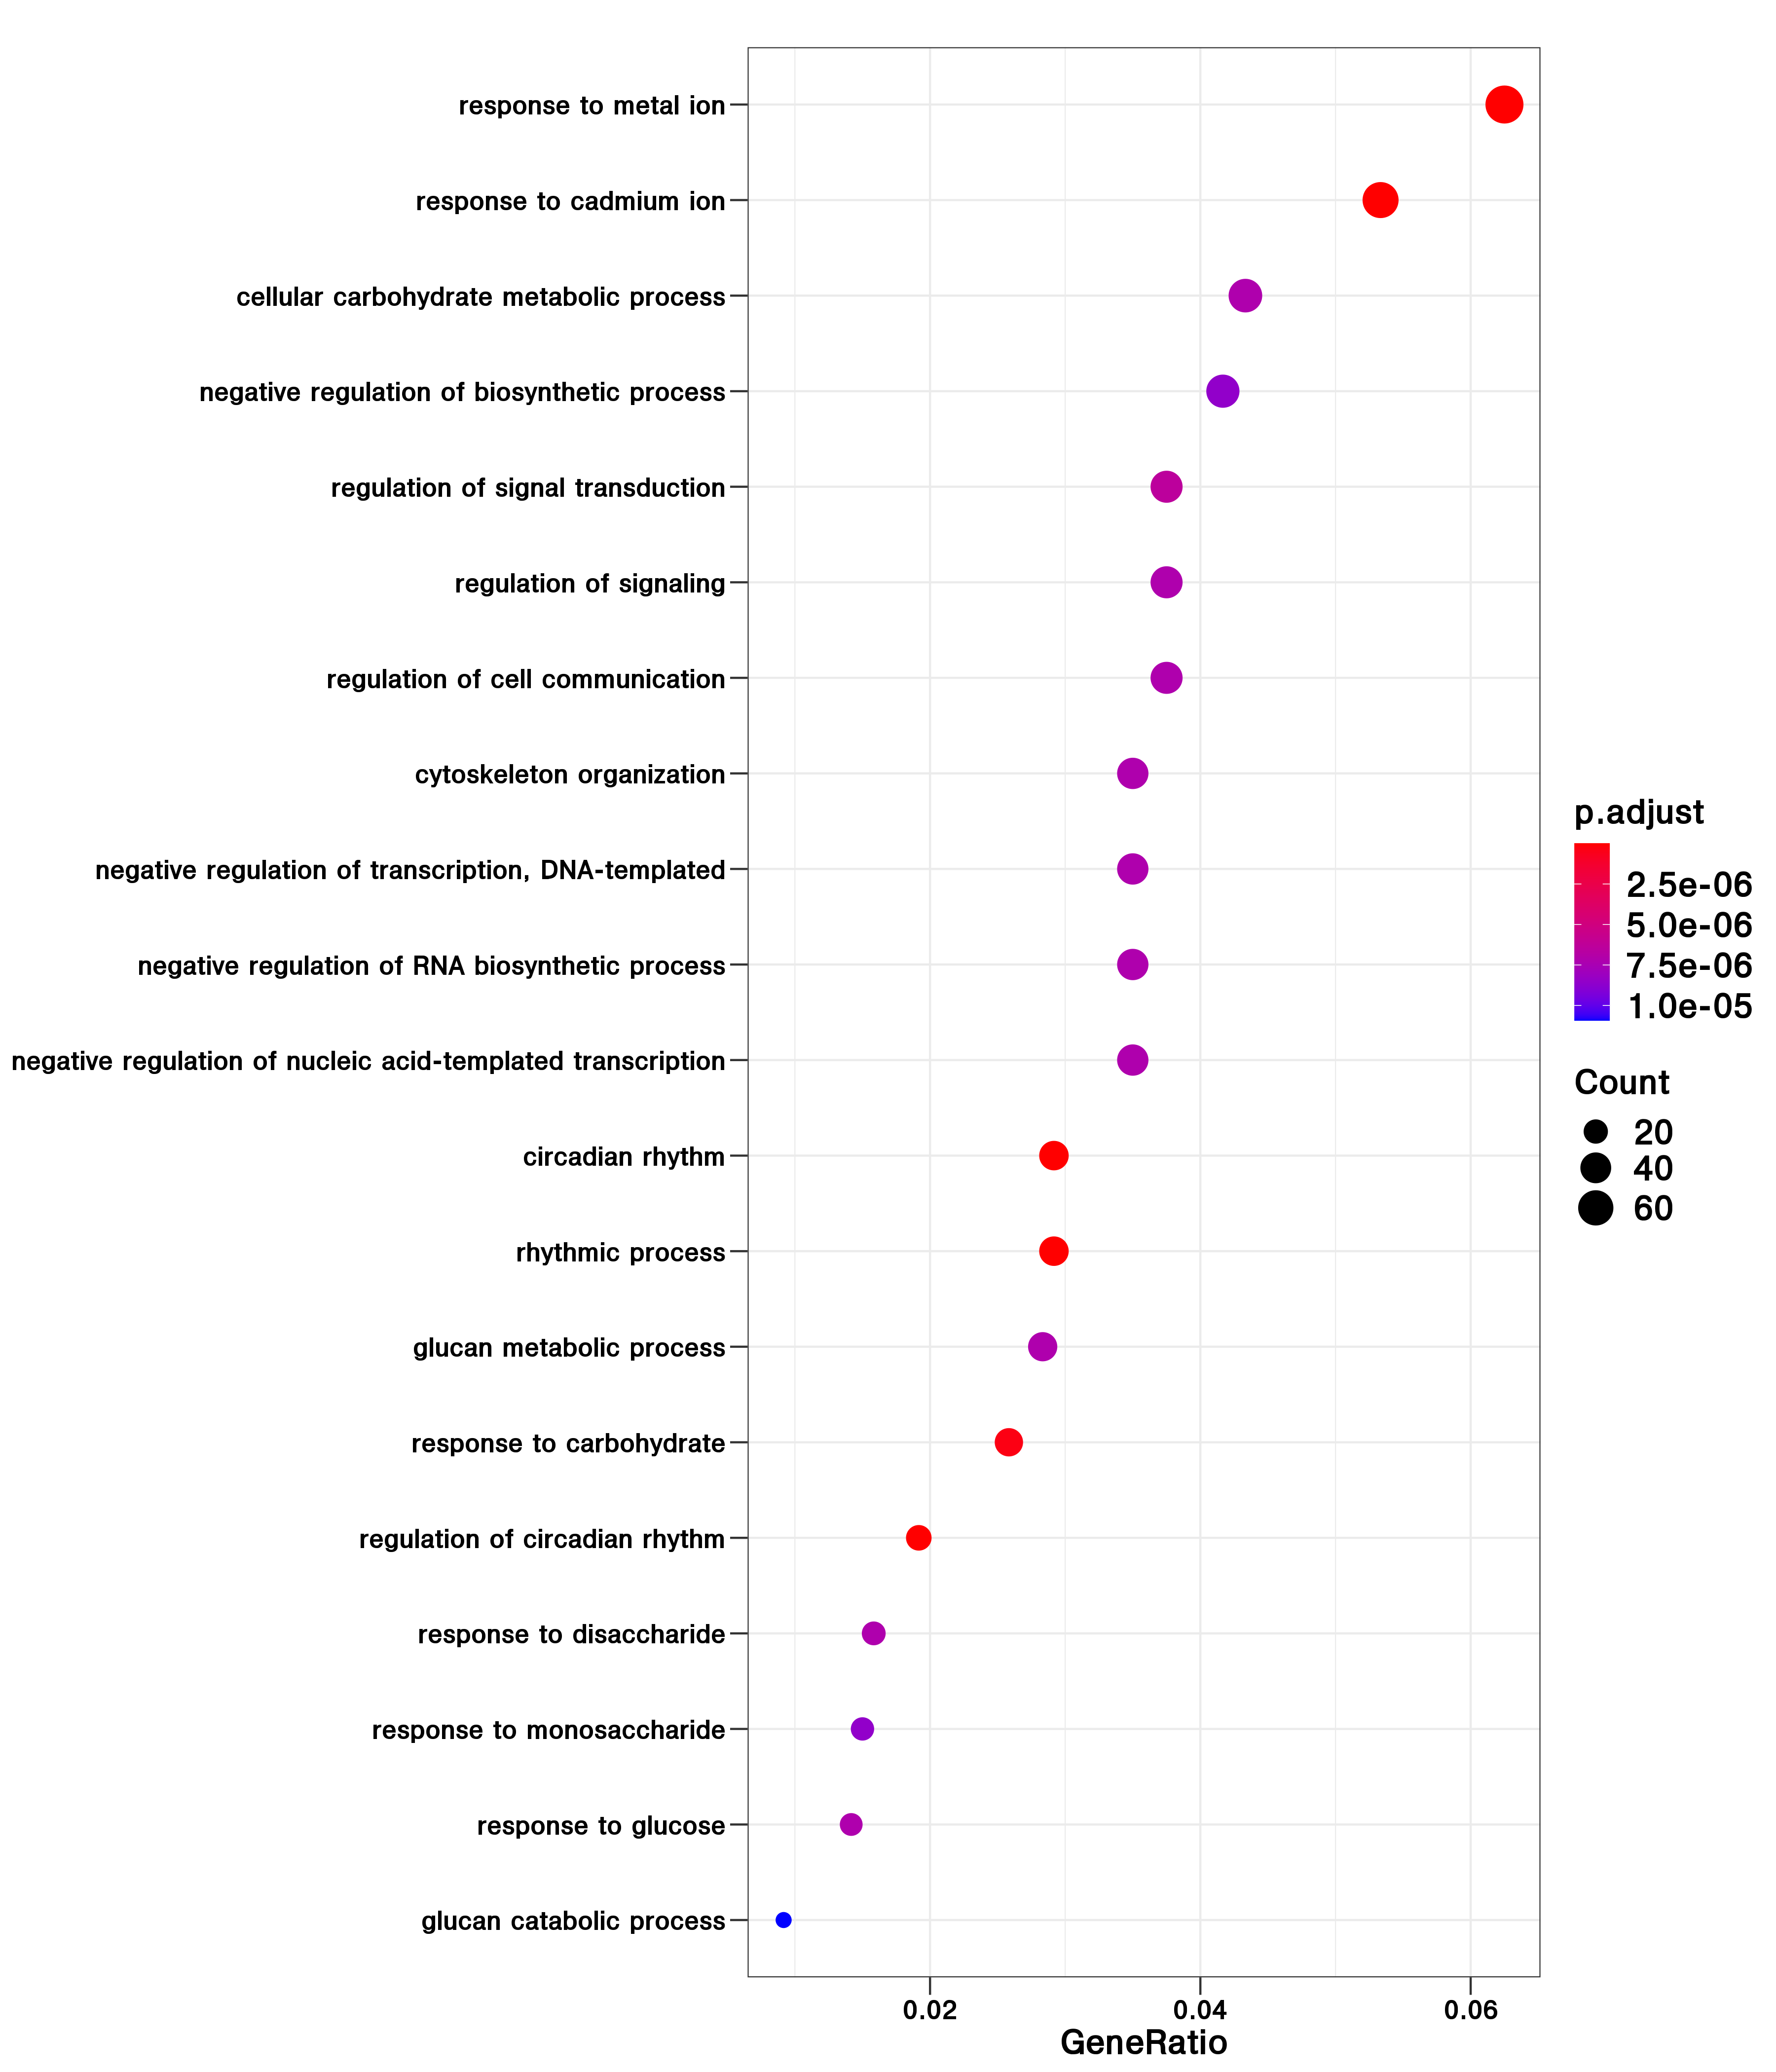 response to metal ion
response to cadmium ion
cellular carbohydrate metabolic process
negative regulation of biosynthetic process
regulation of signal transduction
regulation of signaling
regulation of cell communication
cytoskeleton organization
negative regulation of transcription, DNA-templated
negative regulation of RNA biosynthetic process
negative regulation of nucleic acid-templated transcription
circadian rhythm
rhythmic process
glucan metabolic process
response to carbohydrate
regulation of circadian rhythm
response to disaccharide
response to monosaccharide
response to glucose
glucan catabolic process
0.02 0.04 0.06
GeneRatio
p.adjust
2.5e-06
5.0e-06
7.5e-06
1.0e-05
Count
20
40
60